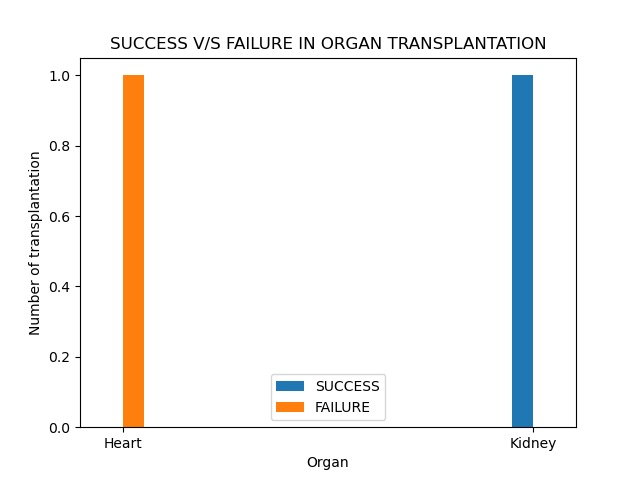 SUCCESS V/S FAILURE IN ORGAN TRANSPLANTATION
1.0
0.8
0.6
0.4
0.2
0.0
Number of transplantation
SUCCESS
FAILURE
Heart
Kidney
Organ